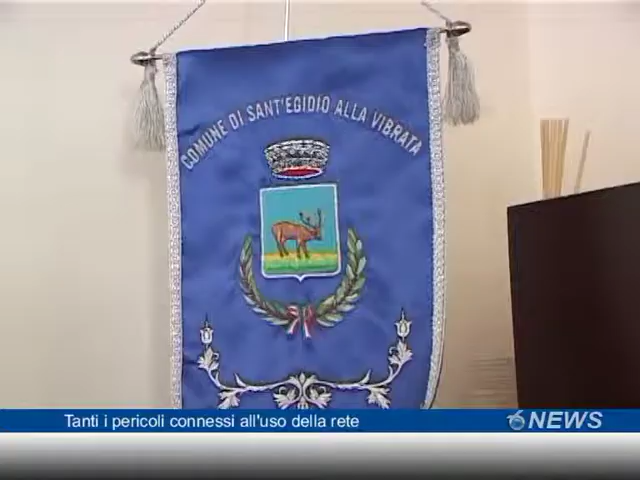 COMUNE DI SANT'EGIDIO ALLA VIBRATA
Tanti i pericoli connessi all'uso della rete
NEWS